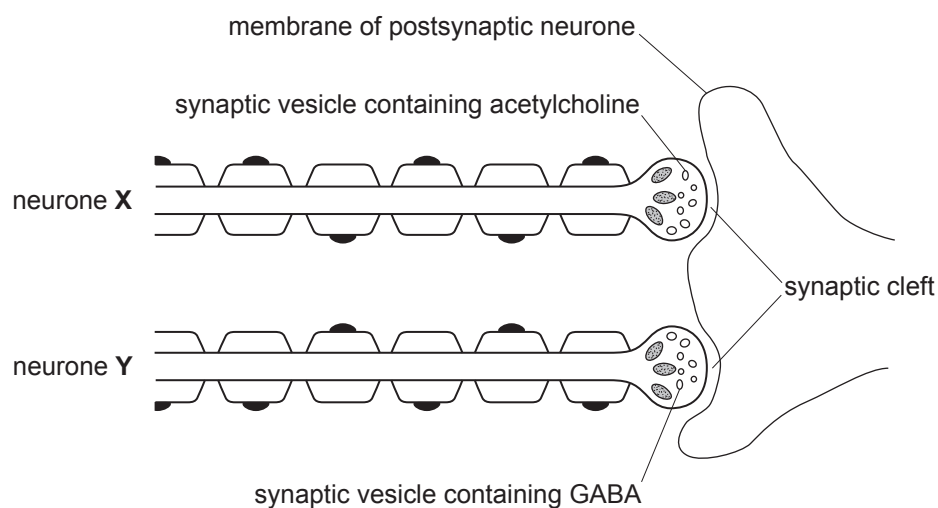 membrane of postsynaptic neurone
synaptic vesicle containing acetylcholine
neurone X
synaptic cleft
neurone Y
synaptic vesicle containing GABA